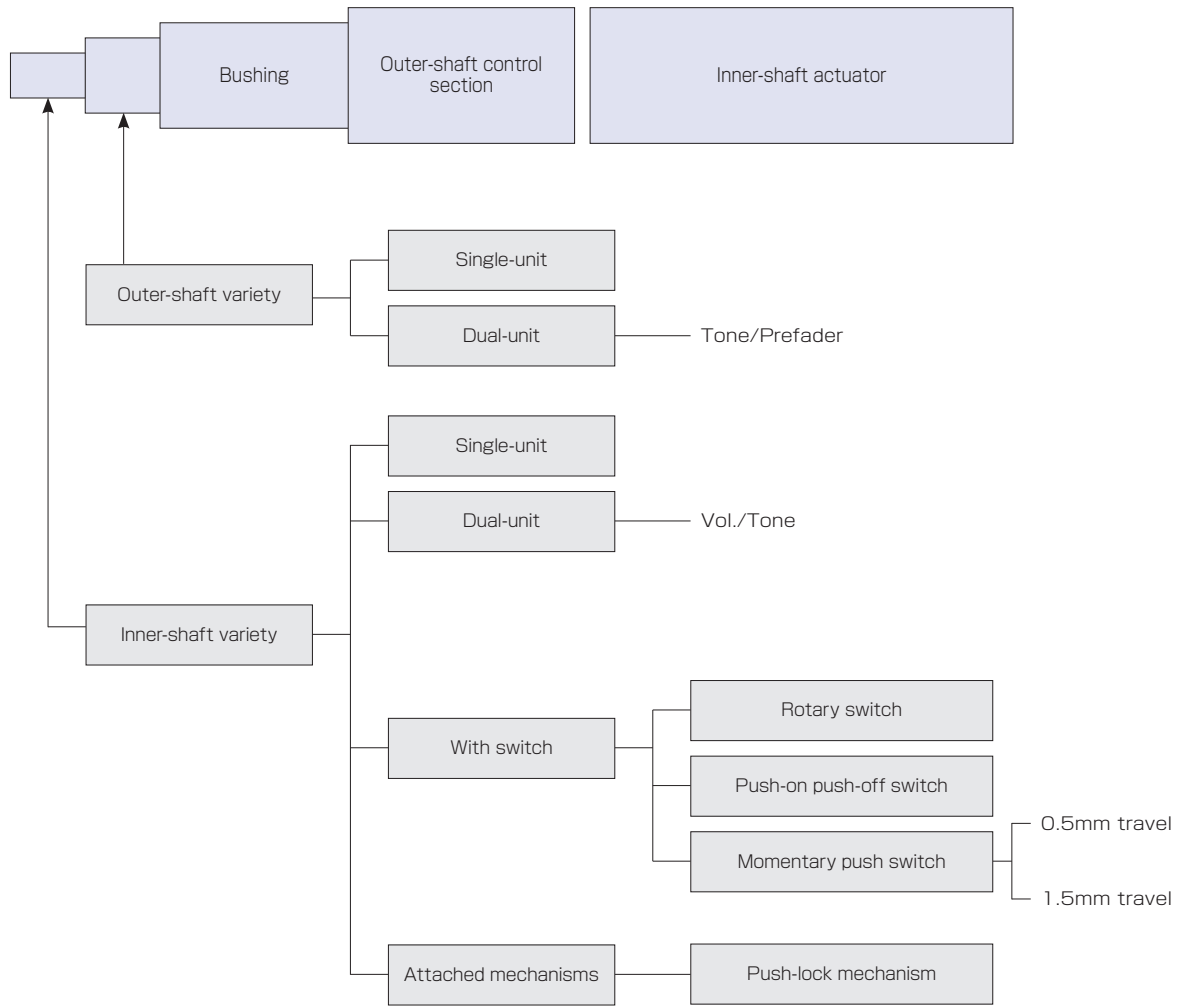 Bushing
Outer-shaft control
section
Inner-shaft actuator
Outer-shaft variety
Single-unit
Dual-unit
Tone/Prefader
Inner-shaft variety
Single-unit
Dual-unit
Vol./Tone
With switch
Rotary switch
Push-on push-off switch
Momentary push switch
0.5mm travel
1.5mm travel
Attached mechanisms
Push-lock mechanism